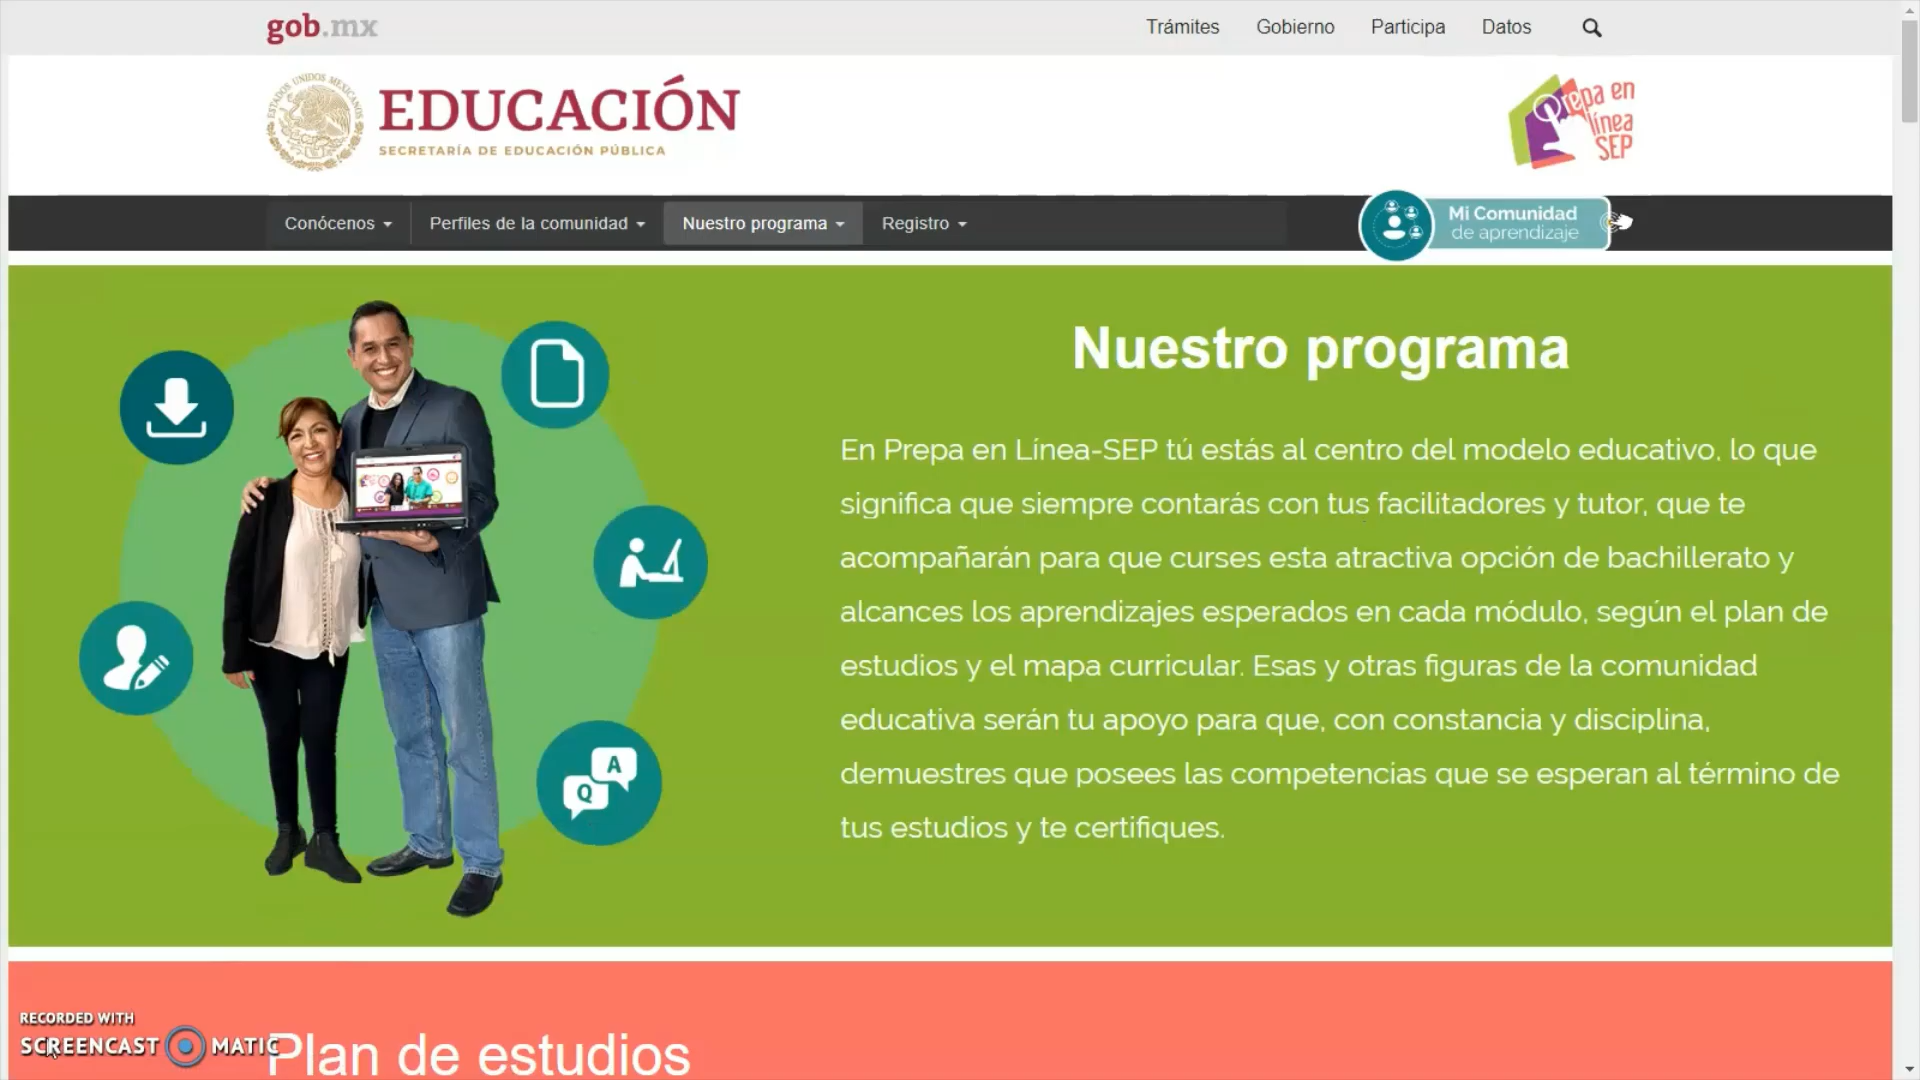 gob.mx
Trámites Gobierno Participa Datos
ESTADOS UNIDOS MEXICANOS
EDUCACIÓN
SECRETARÍA DE EDUCACIÓN PÚBLICA
Prepa en
línea
SEP
Conócenos Perfiles de la comunidad Nuestro programa Registro
Mi Comunidad
de aprendizaje
Nuestro programa
En Prepa en Línea-SEP tú estás al centro del modelo educativo, lo que
significa que siempre contarás con tus facilitadores y tutor, que te
acompañarán para que curses esta atractiva opción de bachillerato y
alcances los aprendizajes esperados en cada módulo, según el plan de
estudios y el mapa curricular. Esas y otras figuras de la comunidad
educativa serán tu apoyo para que, con constancia y disciplina,
demuestres que posees las competencias que se esperan al término de
tus estudios y te certifiques.
A
Q
RECORDED WITH
SCREENCAST MATIC
Plan de estudios